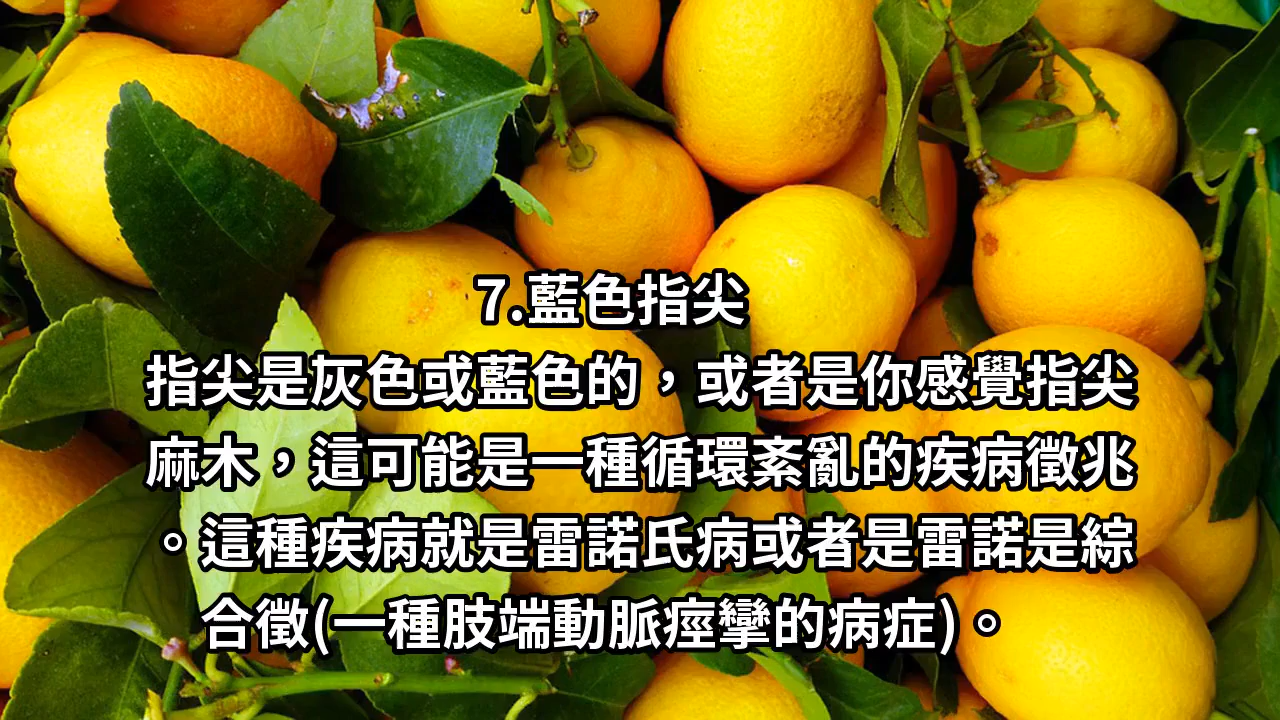 7.藍色指尖
指尖是灰色或藍色的，或者是你感覺指尖
麻木，這可能是一種循環紊亂的疾病徵兆
。這種疾病就是雷諾氏病或者是雷諾是綜
合徵(一種肢端動脈痙攣的病症)。